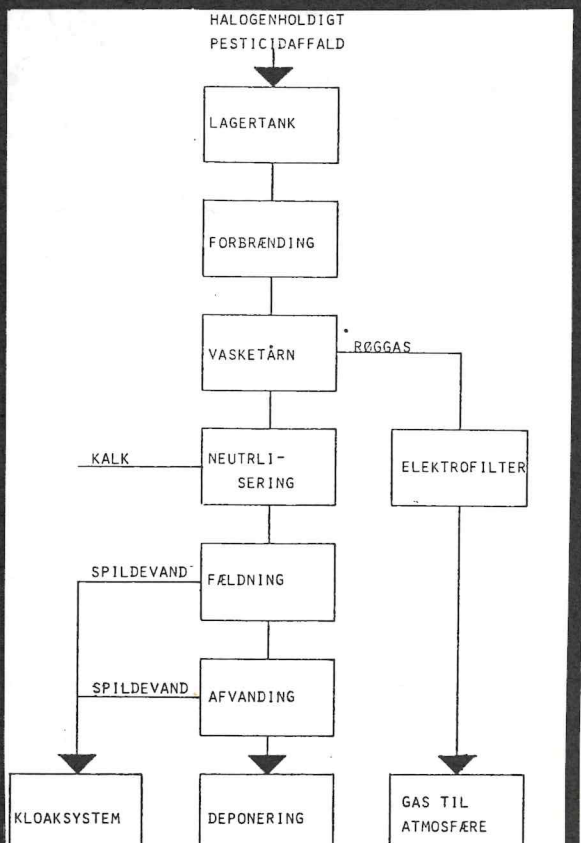 HALOGENHOLDIGT
PESTICIDAFFALD
LAGERTANK
FORBRÆNDING
VASKETÅRN
RØGGAS
KALK
NEUTRLI-
SERING
ELEKTROFILTER
SPILDEVAND
FÆLDNING
SPILDEVAND
AFVANDING
KLOAKSYSTEM
DEPONERING
GAS TIL
ATMOSFÆRE